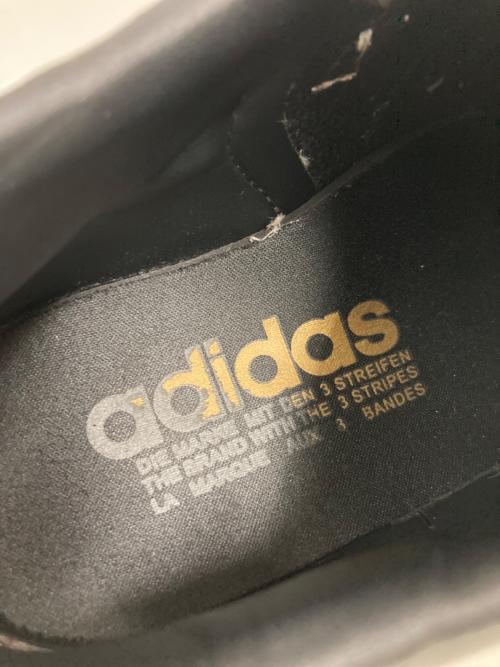 adidas
DIE MARKE MIT DEN 3 STREIFEN
THE BRAND WITH THE 3 STRIPES
LA MARQUE AUX 3 BANDES